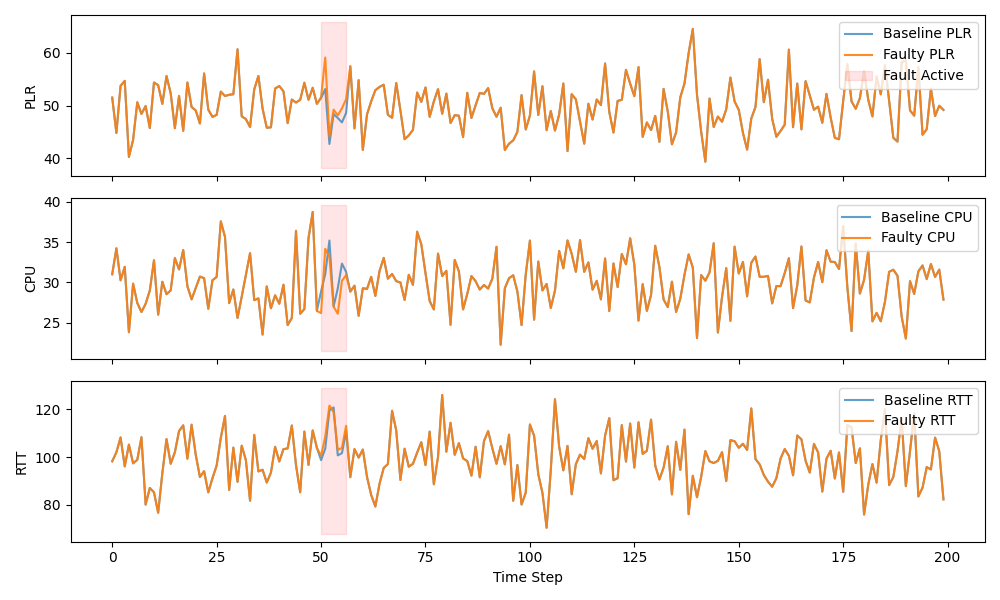 PLR
60
50
40
Baseline PLR
Faulty PLR
Fault Active
CPU
40
35
30
25
Baseline CPU
Faulty CPU
RTT
120
100
80
Baseline RTT
Faulty RTT
0 25 50 75 100 125 150 175 200
Time Step